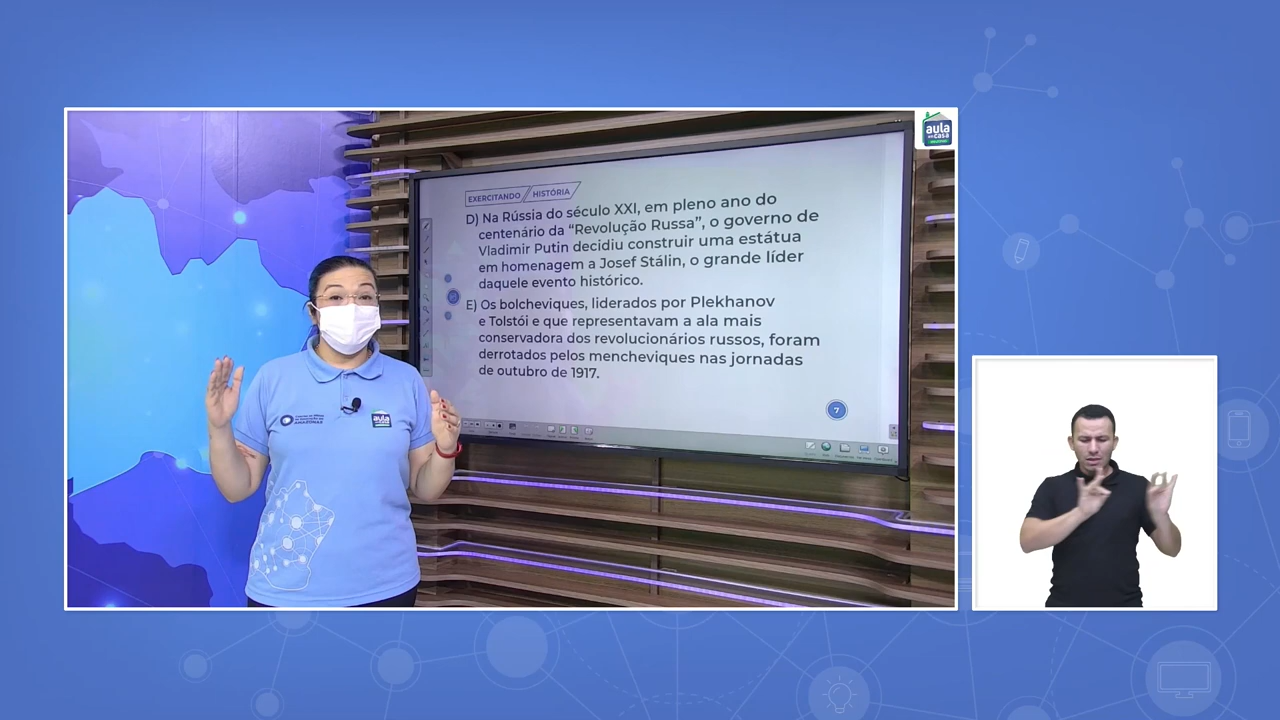 aula
em casa
EXERCITANDO HISTÓRIA
D) Na Rússia do século XXI, em pleno ano do
centenário da “Revolução Russa”, o governo de
Vladimir Putin decidiu construir uma estátua
em homenagem a Josef Stálin, o grande líder
daquele evento histórico.
E) Os bolcheviques, liderados por Plekhanov
e Tolstói e que representavam a ala mais
conservadora dos revolucionários russos, foram
derrotados pelos mencheviques nas jornadas
de outubro de 1917.
7
AMAZONAS
aula